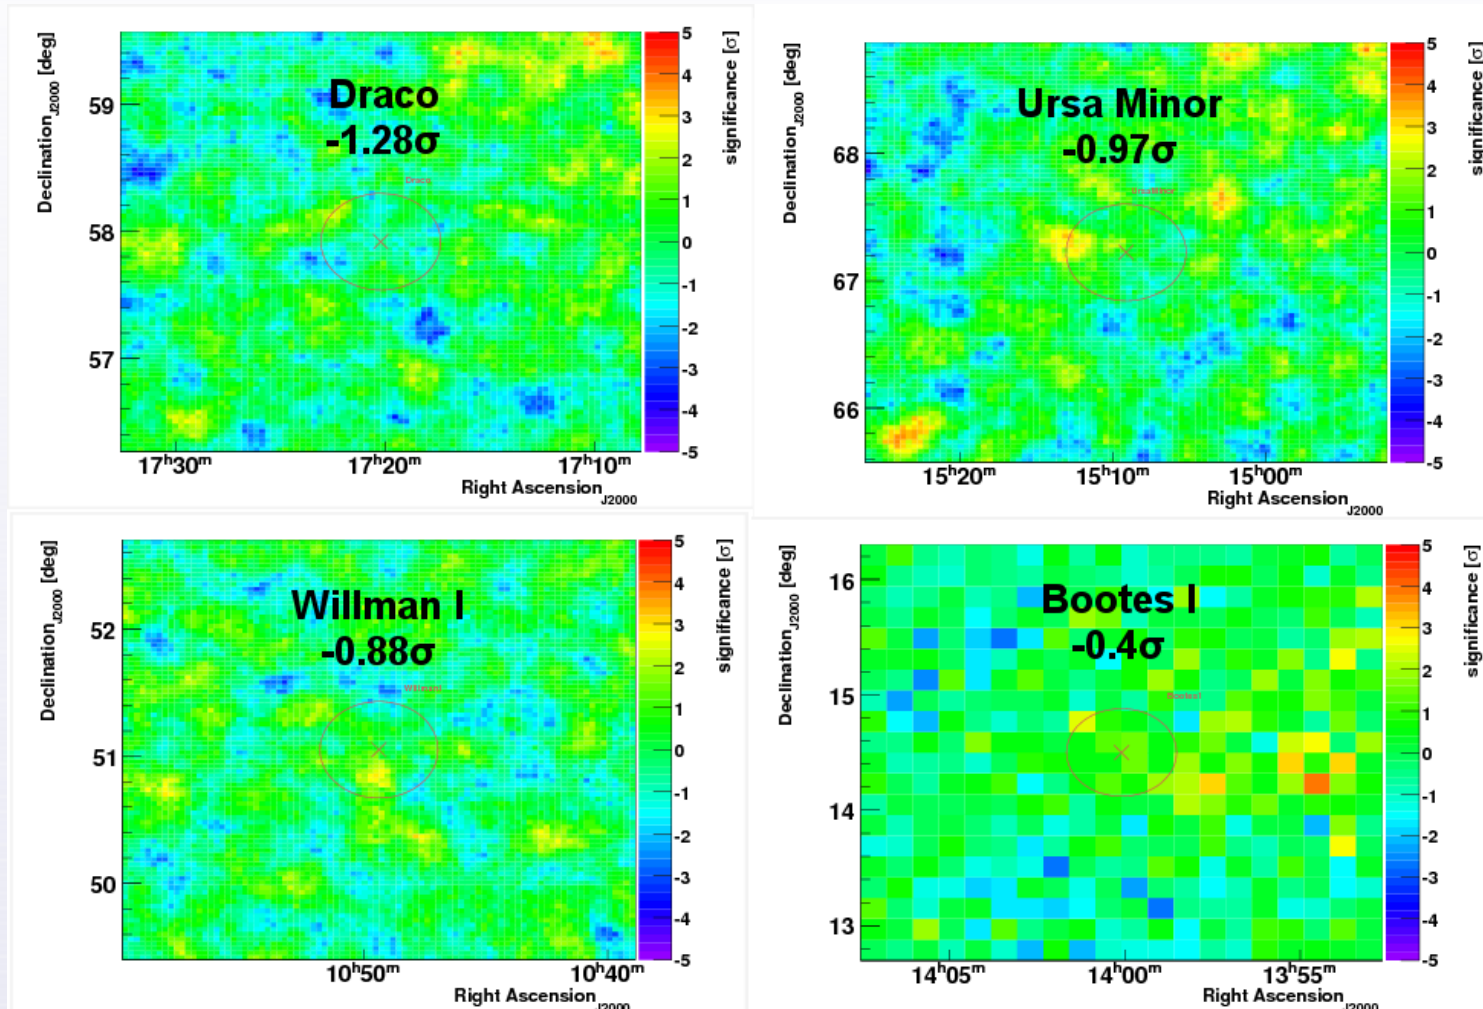 Draco
-1.28σ
Draco
Declination J2000 [deg]
59
58
57
17h30m
17h20m
17h10m
Right Ascension J2000
significance [σ]
5
4
3
2
1
0
-1
-2
-3
-4
-5
Ursa Minor
-0.97σ
UrsaMinor
Declination J2000 [deg]
68
67
66
15h20m
15h10m
15h00m
Right Ascension J2000
significance [σ]
5
4
3
2
1
0
-1
-2
-3
-4
-5
Willman I
-0.88σ
WillmanI
Declination J2000 [deg]
52
51
50
10h50m
10h40m
Right Ascension J2000
significance [σ]
5
4
3
2
1
0
-1
-2
-3
-4
-5
Bootes I
-0.4σ
BootesI
Declination J2000 [deg]
16
15
14
13
14h05m
14h00m
13h55m
Right Ascension J2000
significance [σ]
5
4
3
2
1
0
-1
-2
-3
-4
-5